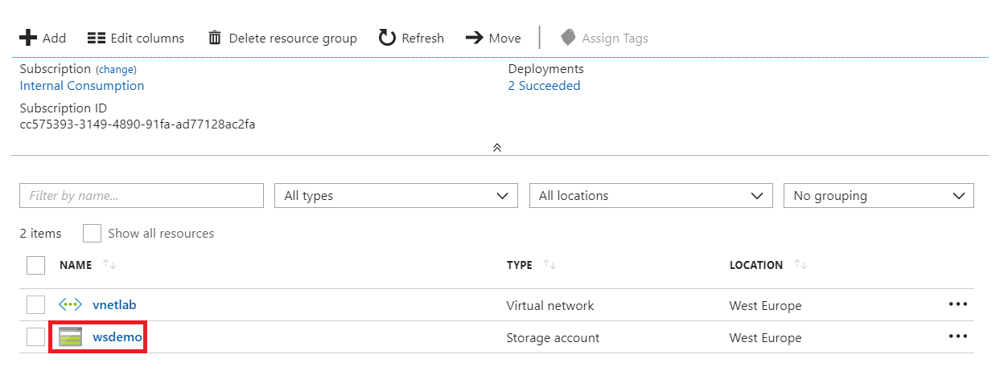 Add Edit columns Delete resource group Refresh Move Assign Tags
Subscription (change) Deployments
Internal Consumption 2 Succeeded
Subscription ID
cc575393-3149-4890-91fa-ad77128ac2fa
Filter by name... All types All locations No grouping
2 items Show all resources
NAME TYPE LOCATION
vnetlab Virtual network West Europe
wsdemo Storage account West Europe